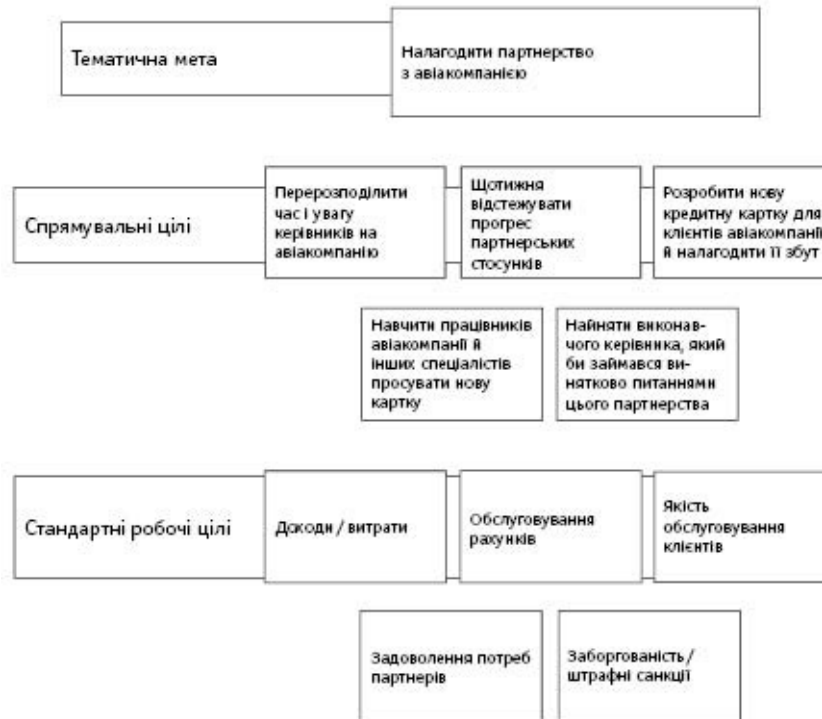 Тематична мета
Налагодити партнерство
з авіакомпанією
Спрямувальні цілі
Перерозподілити
час і увагу
керівників на
авіакомпанію
Щотижня
відстежувати
прогрес
партнерських
стосунків
Розробити нову
кредитну картку для
клієнтів авіакомпанії
й налагодити її збут
Навчити працівників
авіакомпанії й
інших спеціалістів
просувати нову
картку
Найняти виконав-
чого керівника, який
би займався ви-
нятково питаннями
цього партнерства
Стандартні робочі цілі
Доходи / витрати
Обслуговування
рахунків
Якість
обслуговування
клієнтів
Задоволення потреб
партнерів
Заборгованість /
штрафні санкції